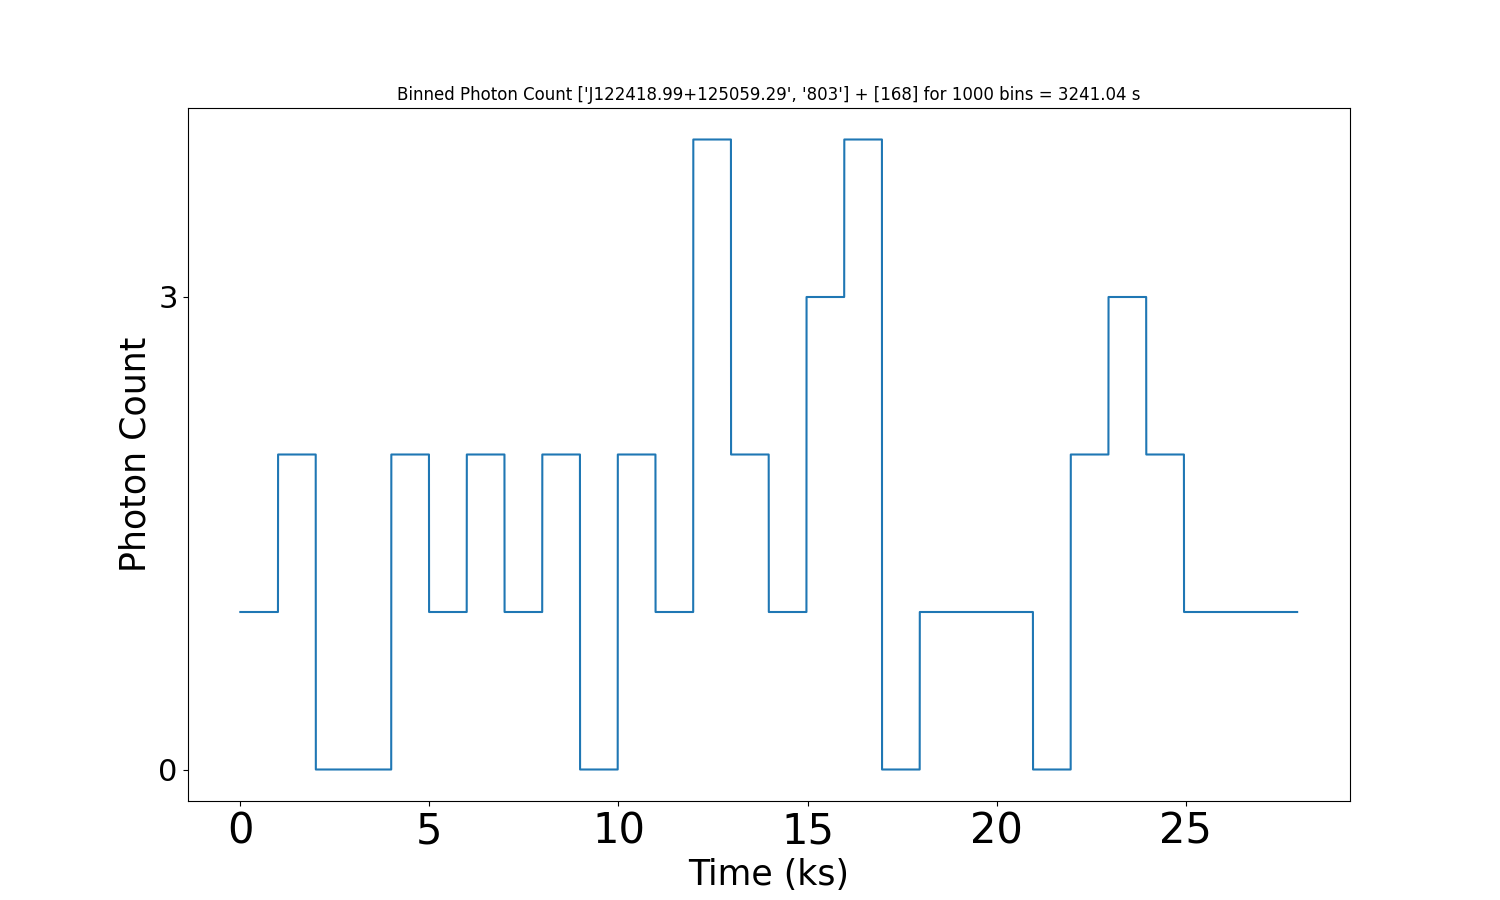 Binned Photon Count ['J122418.99+125059.29', '803'] + [168] for 1000 bins = 3241.04 s
3
0
Photon Count
0 5 10 15 20 25
Time (ks)